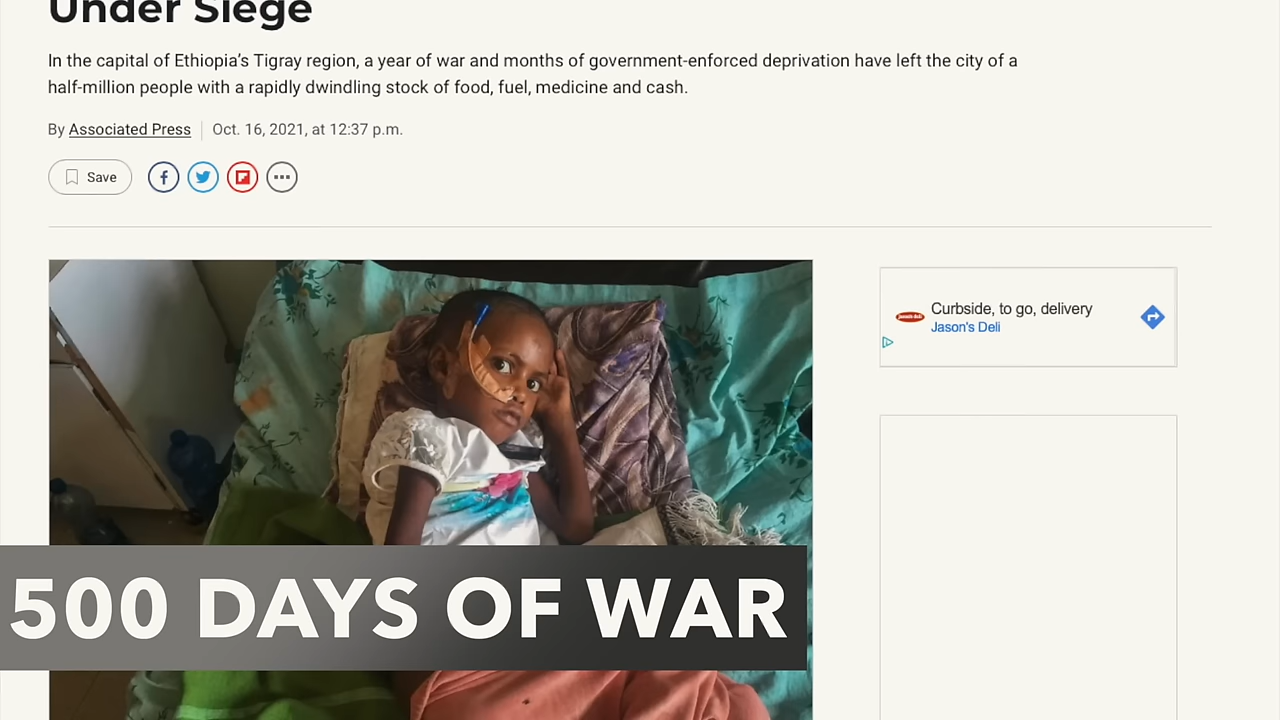 Under Siege
In the capital of Ethiopia's Tigray region, a year of war and months of government-enforced deprivation have left the city of a
half-million people with a rapidly dwindling stock of food, fuel, medicine and cash.
By Associated Press Oct. 16, 2021, at 12:37 p.m.
Save
Curbside, to go, delivery
Jason's Deli
Jason's deli
500 DAYS OF WAR